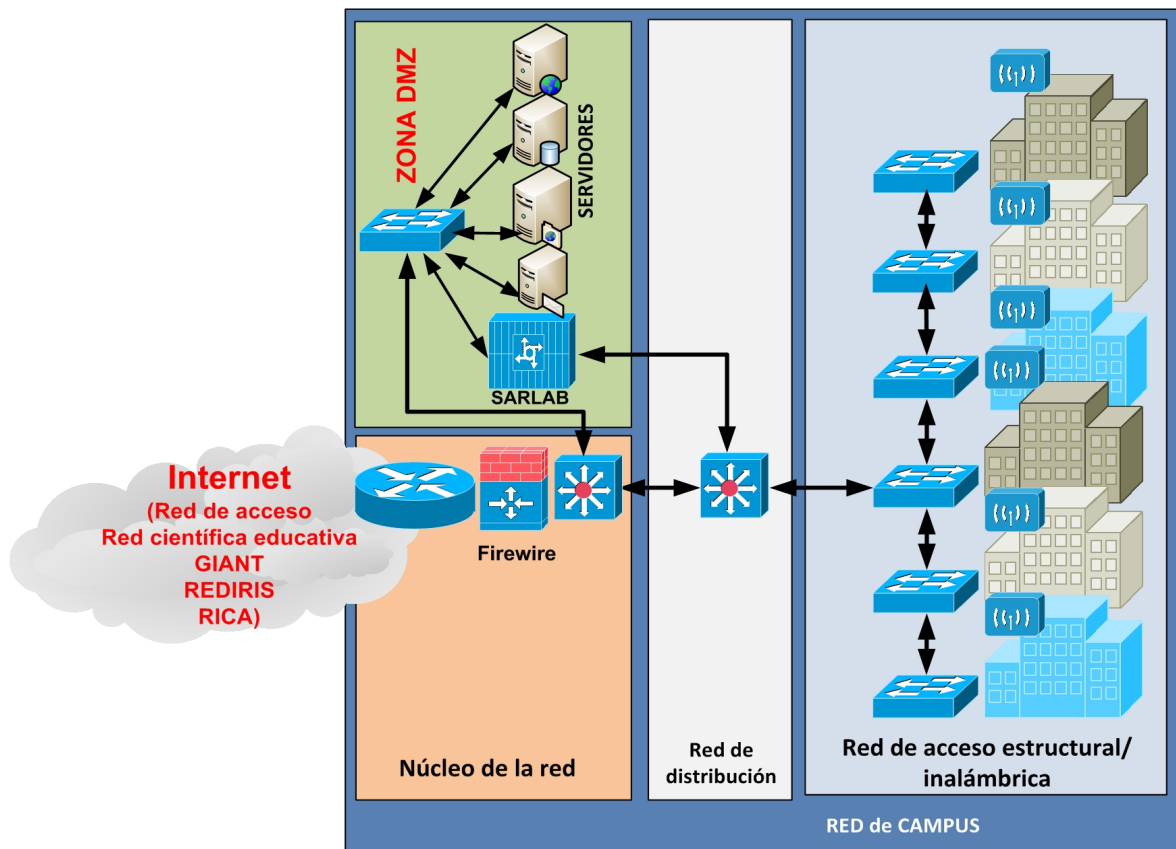 ZONA DMZ
SERVIDORES
SARLAB
Internet
(Red de acceso
Red científica educativa
GIANT
REDIRIS
RICA)
Firewire
Núcleo de la red
Red de
distribución
Red de acceso estructural/
inalámbrica
RED de CAMPUS